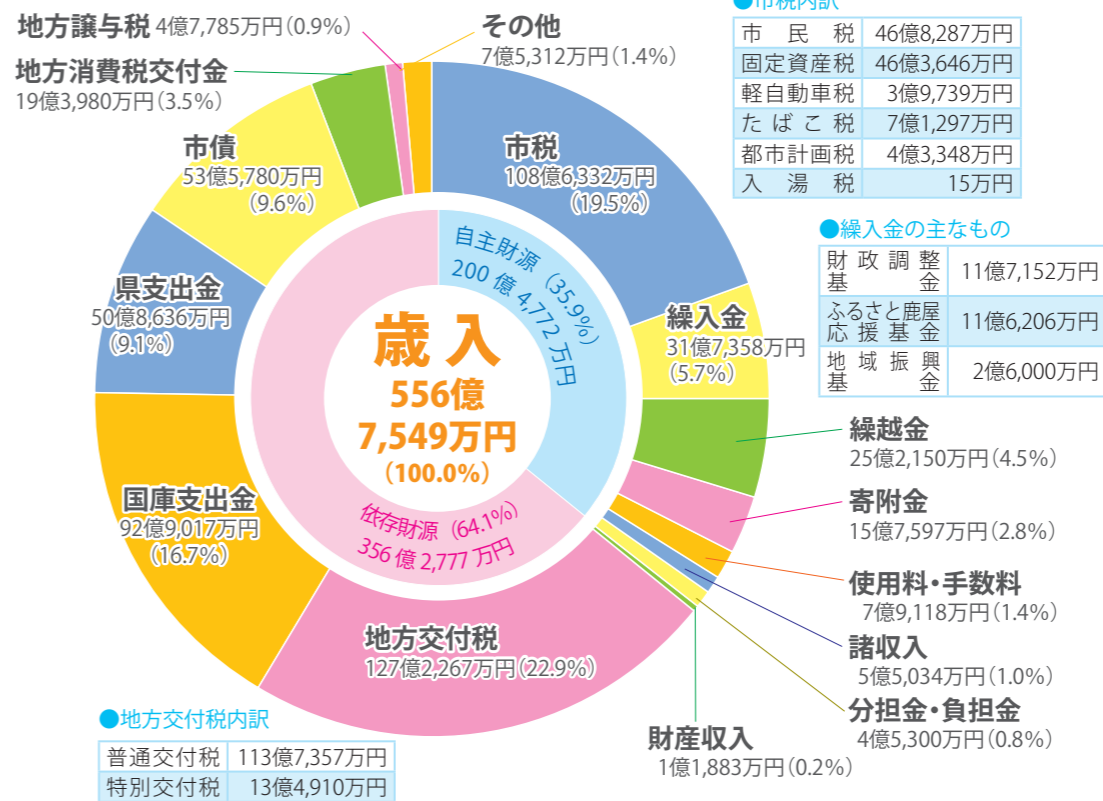 地方譲与税 4億7,785万円(0.9%)
その他
7億5,312万円(1.4%)
地方消費税交付金
19億3,980万円(3.5%)
市債
53億5,780万円
(9.6%)
県支出金
50億8,636万円
(9.1%)
国庫支出金
92億9,017万円
(16.7%)
地方交付税
127億2,267万円(22.9%)
市税
108億6,332万円
(19.5%)
繰入金
31億7,358万円
(5.7%)
自主財源(35.9%)
200億4,772万円
歳入
556億
7,549万円
(100.0%)
依存財源(64.1%)
356億2,777万円
●市税内訳
市民税 46億8,287万円
固定資産税 46億3,646万円
軽自動車税 3億9,739万円
たばこ税 7億1,297万円
都市計画税 4億3,348万円
入湯税 15万円
●繰入金の主なもの
財政調整
基金 11億7,152万円
ふるさと鹿屋
応援基金 11億6,206万円
地域振興
基金 2億6,000万円
繰越金
25億2,150万円(4.5%)
寄附金
15億7,597万円(2.8%)
使用料・手数料
7億9,118万円(1.4%)
諸収入
5億5,034万円(1.0%)
分担金・負担金
4億5,300万円(0.8%)
財産収入
1億1,883万円(0.2%)
●地方交付税内訳
普通交付税 113億7,357万円
特別交付税 13億4,910万円